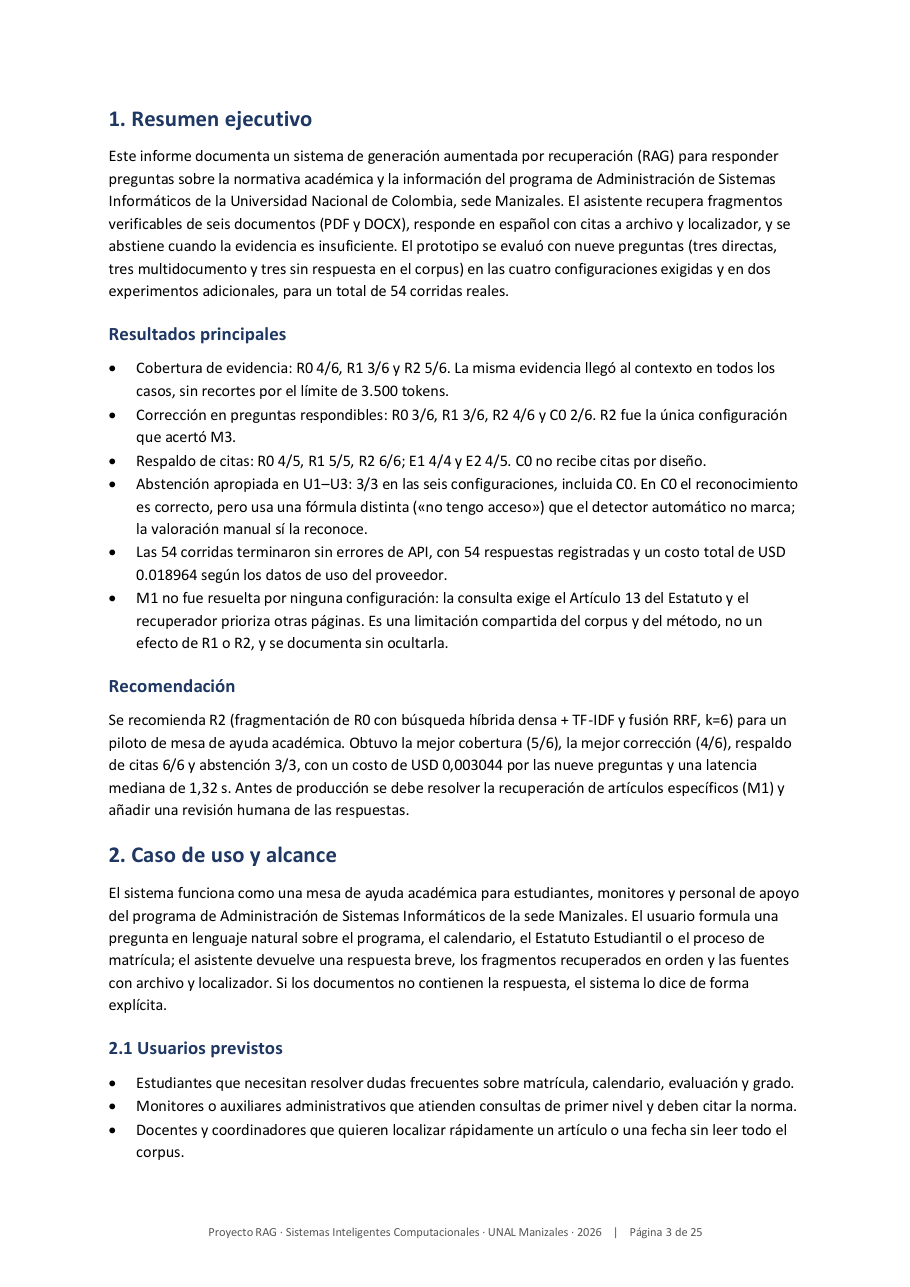 1. Resumen ejecutivo
Este informe documenta un sistema de generación aumentada por recuperación (RAG) para responder
preguntas sobre la normativa académica y la información del programa de Administración de Sistemas
Informáticos de la Universidad Nacional de Colombia, sede Manizales. El asistente recupera fragmentos
verificables de seis documentos (PDF y DOCX), responde en español con citas a archivo y localizador, y se
abstiene cuando la evidencia es insuficiente. El prototipo se evaluó con nueve preguntas (tres directas,
tres multidocumento y tres sin respuesta en el corpus) en las cuatro configuraciones exigidas y en dos
experimentos adicionales, para un total de 54 corridas reales.
Resultados principales
• Cobertura de evidencia: R0 4/6, R1 3/6 y R2 5/6. La misma evidencia llegó al contexto en todos los
casos, sin recortes por el límite de 3.500 tokens.
• Corrección en preguntas respondibles: R0 3/6, R1 3/6, R2 4/6 y C0 2/6. R2 fue la única configuración
que acertó M3.
• Respaldo de citas: R0 4/5, R1 5/5, R2 6/6; E1 4/4 y E2 4/5. C0 no recibe citas por diseño.
• Abstención apropiada en U1–U3: 3/3 en las seis configuraciones, incluida C0. En C0 el reconocimiento
es correcto, pero usa una fórmula distinta («no tengo acceso») que el detector automático no marca;
la valoración manual sí la reconoce.
• Las 54 corridas terminaron sin errores de API, con 54 respuestas registradas y un costo total de USD
0.018964 según los datos de uso del proveedor.
• M1 no fue resuelta por ninguna configuración: la consulta exige el Artículo 13 del Estatuto y el
recuperador prioriza otras páginas. Es una limitación compartida del corpus y del método, no un
efecto de R1 o R2, y se documenta sin ocultarla.
Recomendación
Se recomienda R2 (fragmentación de R0 con búsqueda híbrida densa + TF-IDF y fusión RRF, k=6) para un
piloto de mesa de ayuda académica. Obtuvo la mejor cobertura (5/6), la mejor corrección (4/6), respaldo
de citas 6/6 y abstención 3/3, con un costo de USD 0,003044 por las nueve preguntas y una latencia
mediana de 1,32 s. Antes de producción se debe resolver la recuperación de artículos específicos (M1) y
añadir una revisión humana de las respuestas.
2. Caso de uso y alcance
El sistema funciona como una mesa de ayuda académica para estudiantes, monitores y personal de apoyo
del programa de Administración de Sistemas Informáticos de la sede Manizales. El usuario formula una
pregunta en lenguaje natural sobre el programa, el calendario, el Estatuto Estudiantil o el proceso de
matrícula; el asistente devuelve una respuesta breve, los fragmentos recuperados en orden y las fuentes
con archivo y localizador. Si los documentos no contienen la respuesta, el sistema lo dice de forma
explícita.
2.1 Usuarios previstos
• Estudiantes que necesitan resolver dudas frecuentes sobre matrícula, calendario, evaluación y grado.
• Monitores o auxiliares administrativos que atienden consultas de primer nivel y deben citar la norma.
• Docentes y coordinadores que quieren localizar rápidamente un artículo o una fecha sin leer todo el
corpus.
Proyecto RAG · Sistemas Inteligentes Computacionales · UNAL Manizales · 2026 | Página 3 de 25